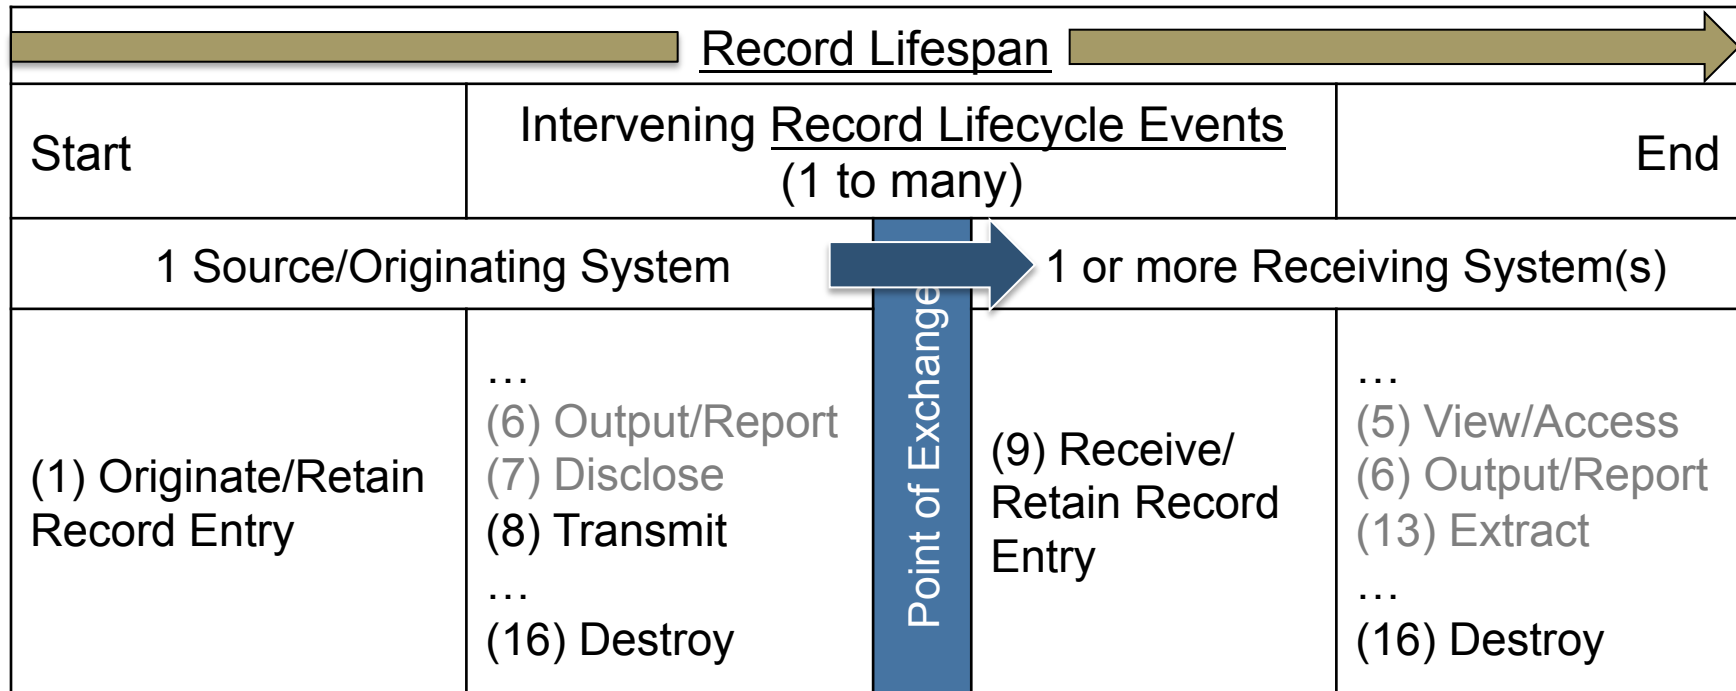 Record Lifespan
Start
Intervening Record Lifecycle Events
(1 to many)
End
1 Source/Originating System
1 or more Receiving System(s)
(1) Originate/Retain
Record Entry
…
(6) Output/Report
(7) Disclose
(8) Transmit
…
(16) Destroy
Point of Exchange
(9) Receive/
Retain Record
Entry
…
(5) View/Access
(6) Output/Report
(13) Extract
…
(16) Destroy